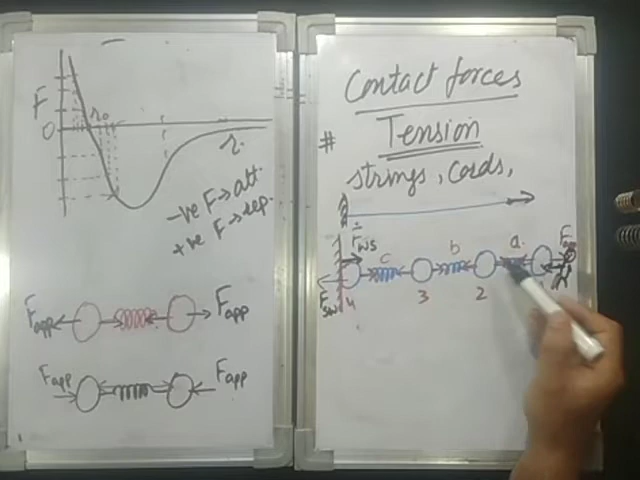 F
0
r₀
r.
-ve F → att.
+ve F → rep.
Fapp
Fapp
Fapp
Fapp
Contact forces
# Tension
strings, cords,
Fws
c
b
a.
Fsw
4
3
2